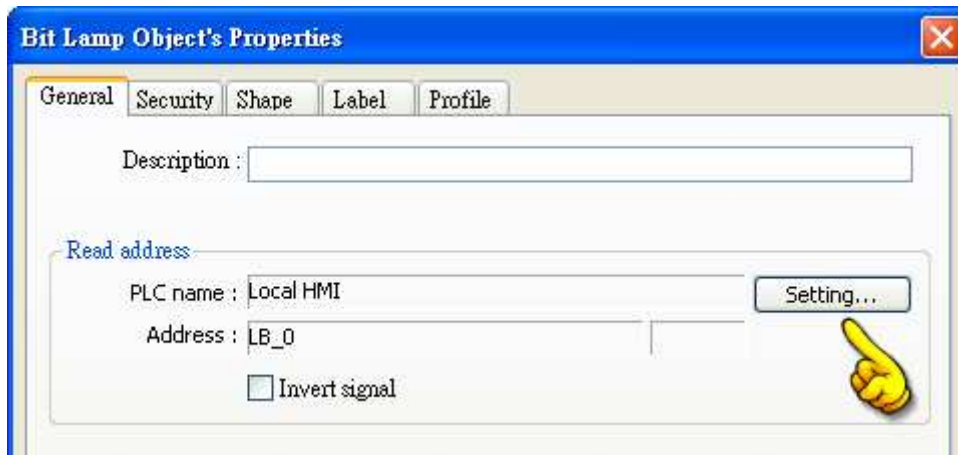 Bit Lamp Object's Properties
General Security Shape Label Profile
Description :
Read address
PLC name : Local HMI Setting...
Address : LB_0
Invert signal